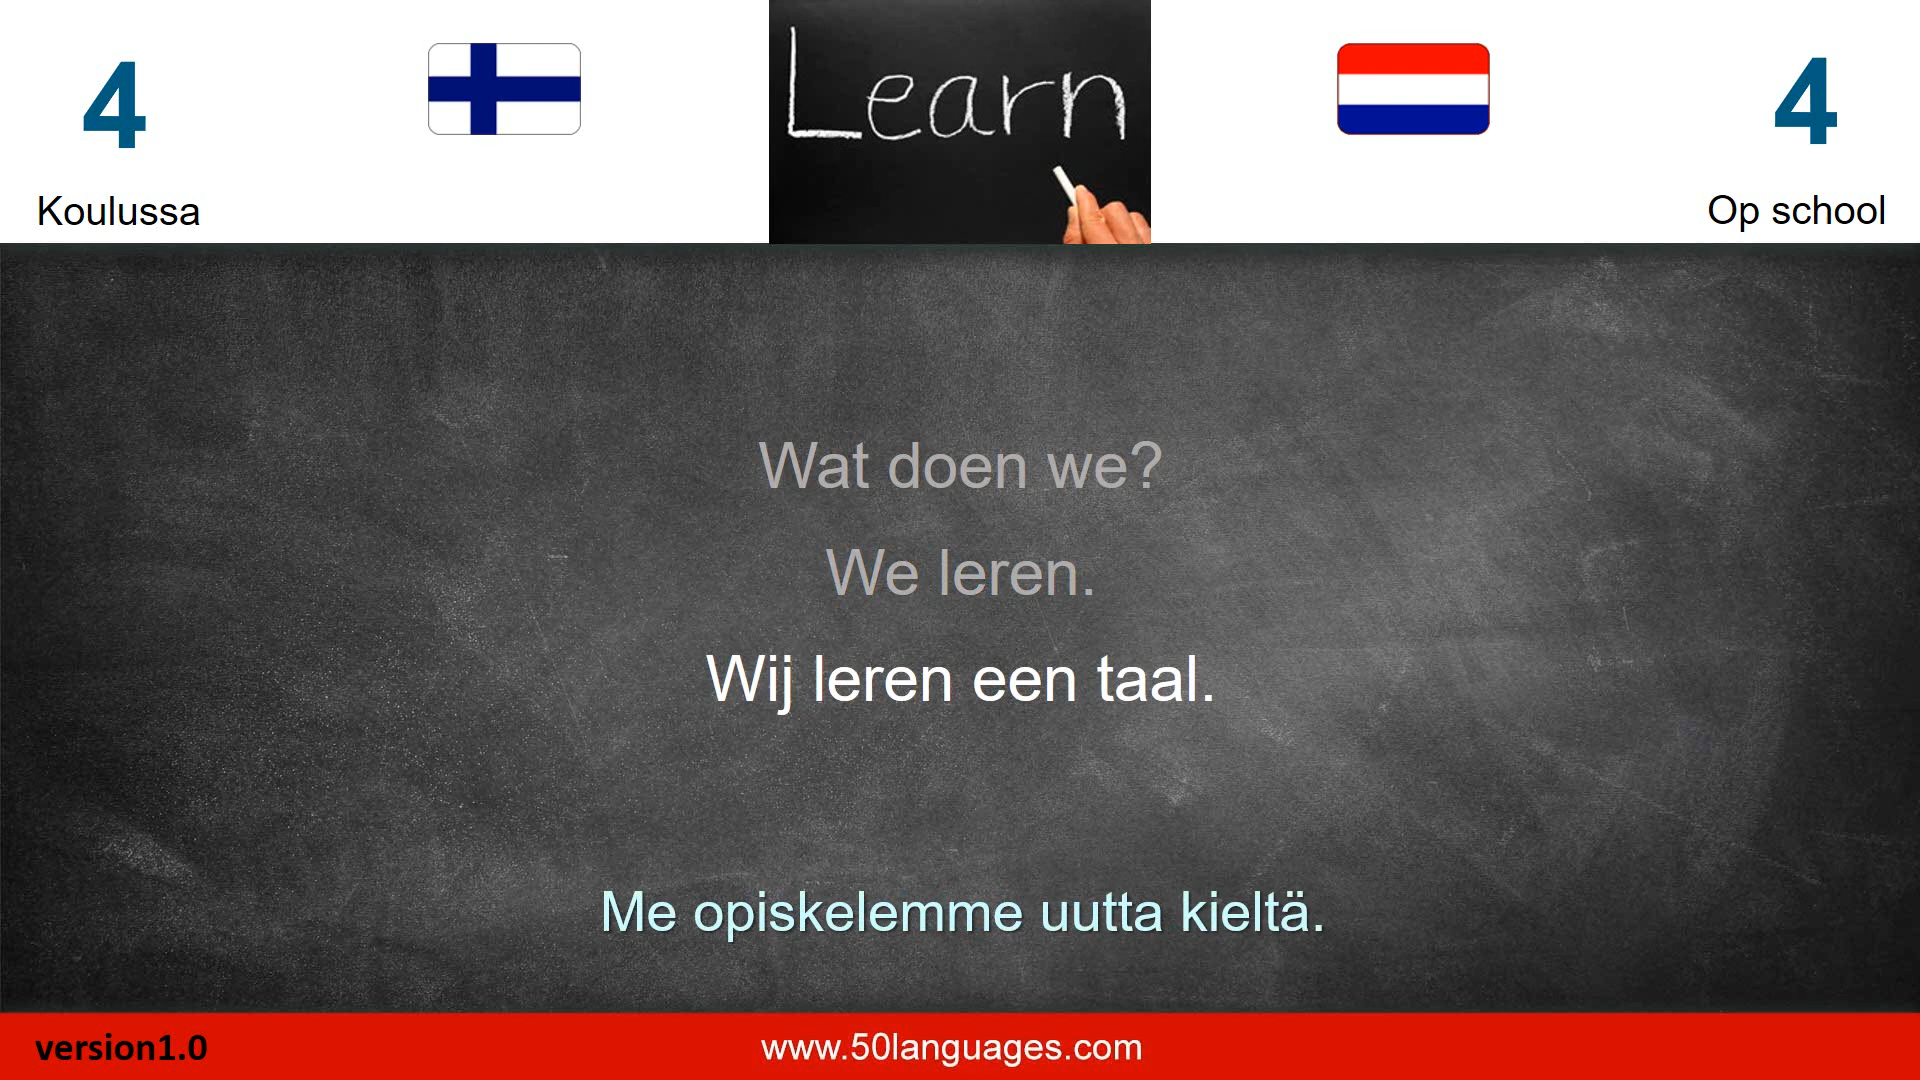 4
Learn
4
Koulussa
Op school
Wat doen we?
We leren.
Wij leren een taal.
Me opiskelemme uutta kieltä.
version1.0
www.50languages.com